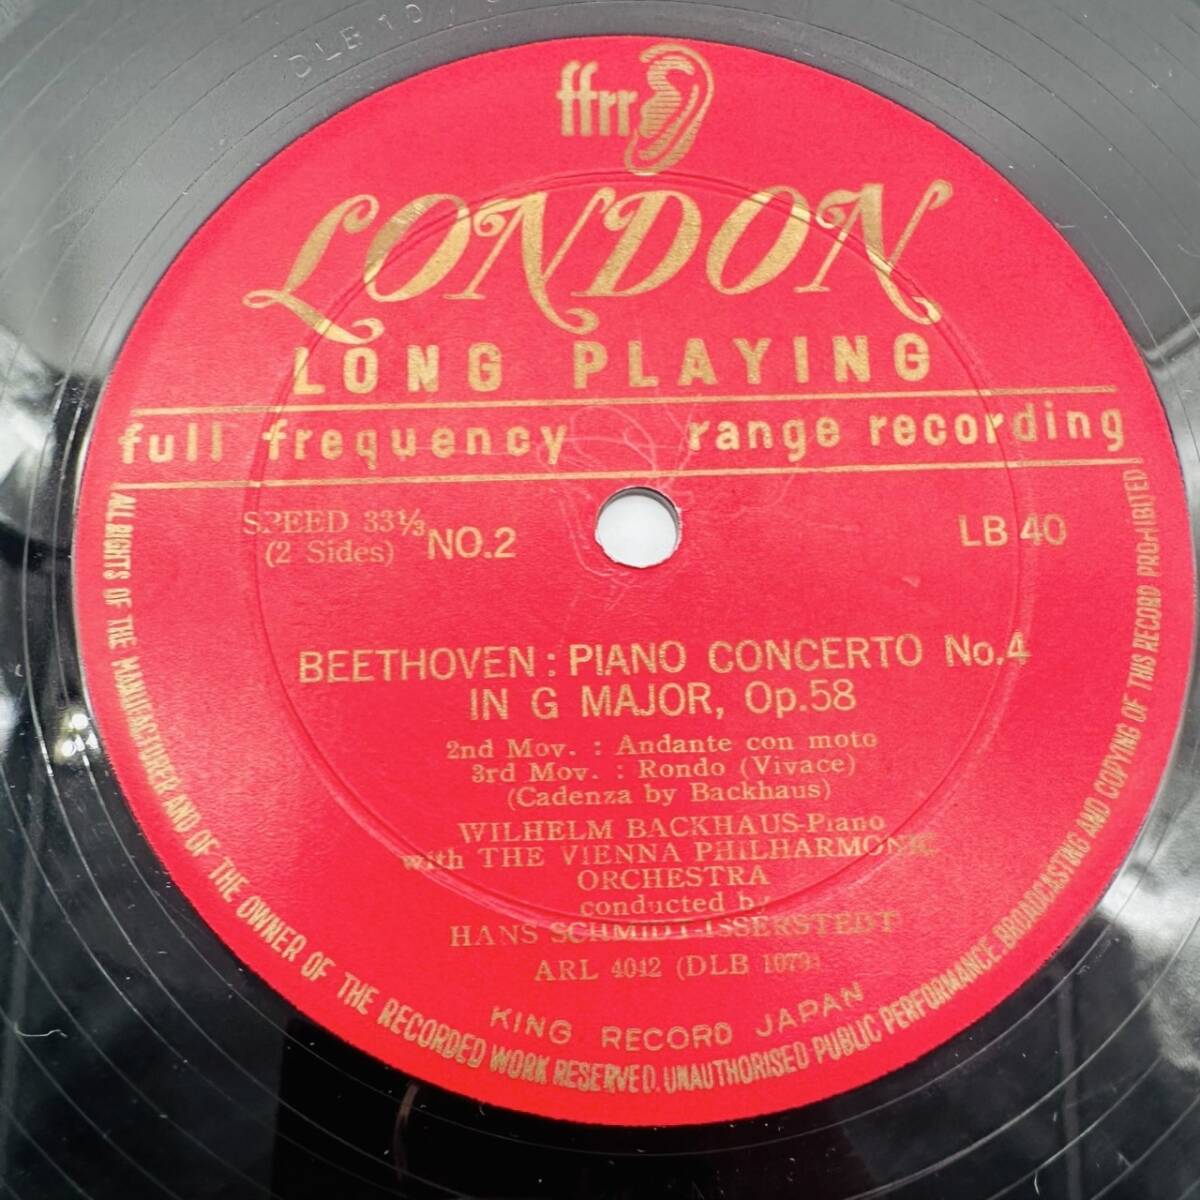 ffrr
LONDON
LONG PLAYING
full frequency range recording
SPEED 33⅓
(2 Sides)
NO.2
LB 40
BEETHOVEN : PIANO CONCERTO No.4
IN G MAJOR, Op.58
2nd Mov. : Andante con moto
3rd Mov. : Rondo (Vivace)
(Cadenza by Backhaus)
WILHELM BACKHAUS-Piano
with THE VIENNA PHILHARMONIC
ORCHESTRA
conducted by
HANS SCHMIDT-ISSERSTEDT
ARL 4042 (DLB 1079)
KING RECORD JAPAN
ALL RIGHTS OF THE MANUFACTURER AND OF THE OWNER OF THE RECORDED WORK RESERVED. UNAUTHORISED PUBLIC PERFORMANCE. BROADCASTING AND COPYING OF THIS RECORD PROHIBITED